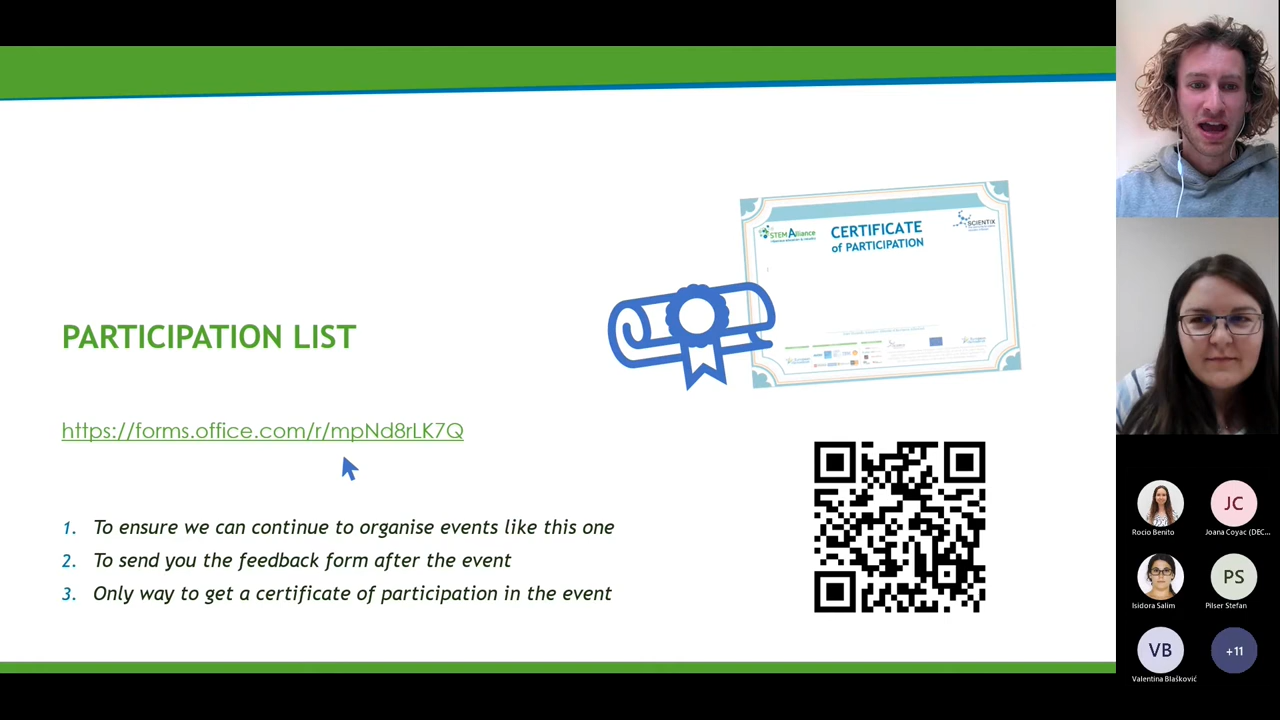 STEM Alliance
CERTIFICATE
of PARTICIPATION
SCIENTIX
PARTICIPATION LIST
https://forms.office.com/r/mpNd8rLK7Q
1. To ensure we can continue to organise events like this one
2. To send you the feedback form after the event
3. Only way to get a certificate of participation in the event
JC
Rocio Benito
Joana Coyac (DEC...
PS
Isidora Salim
Pilser Stefan
VB
+11
Valentina Blašković